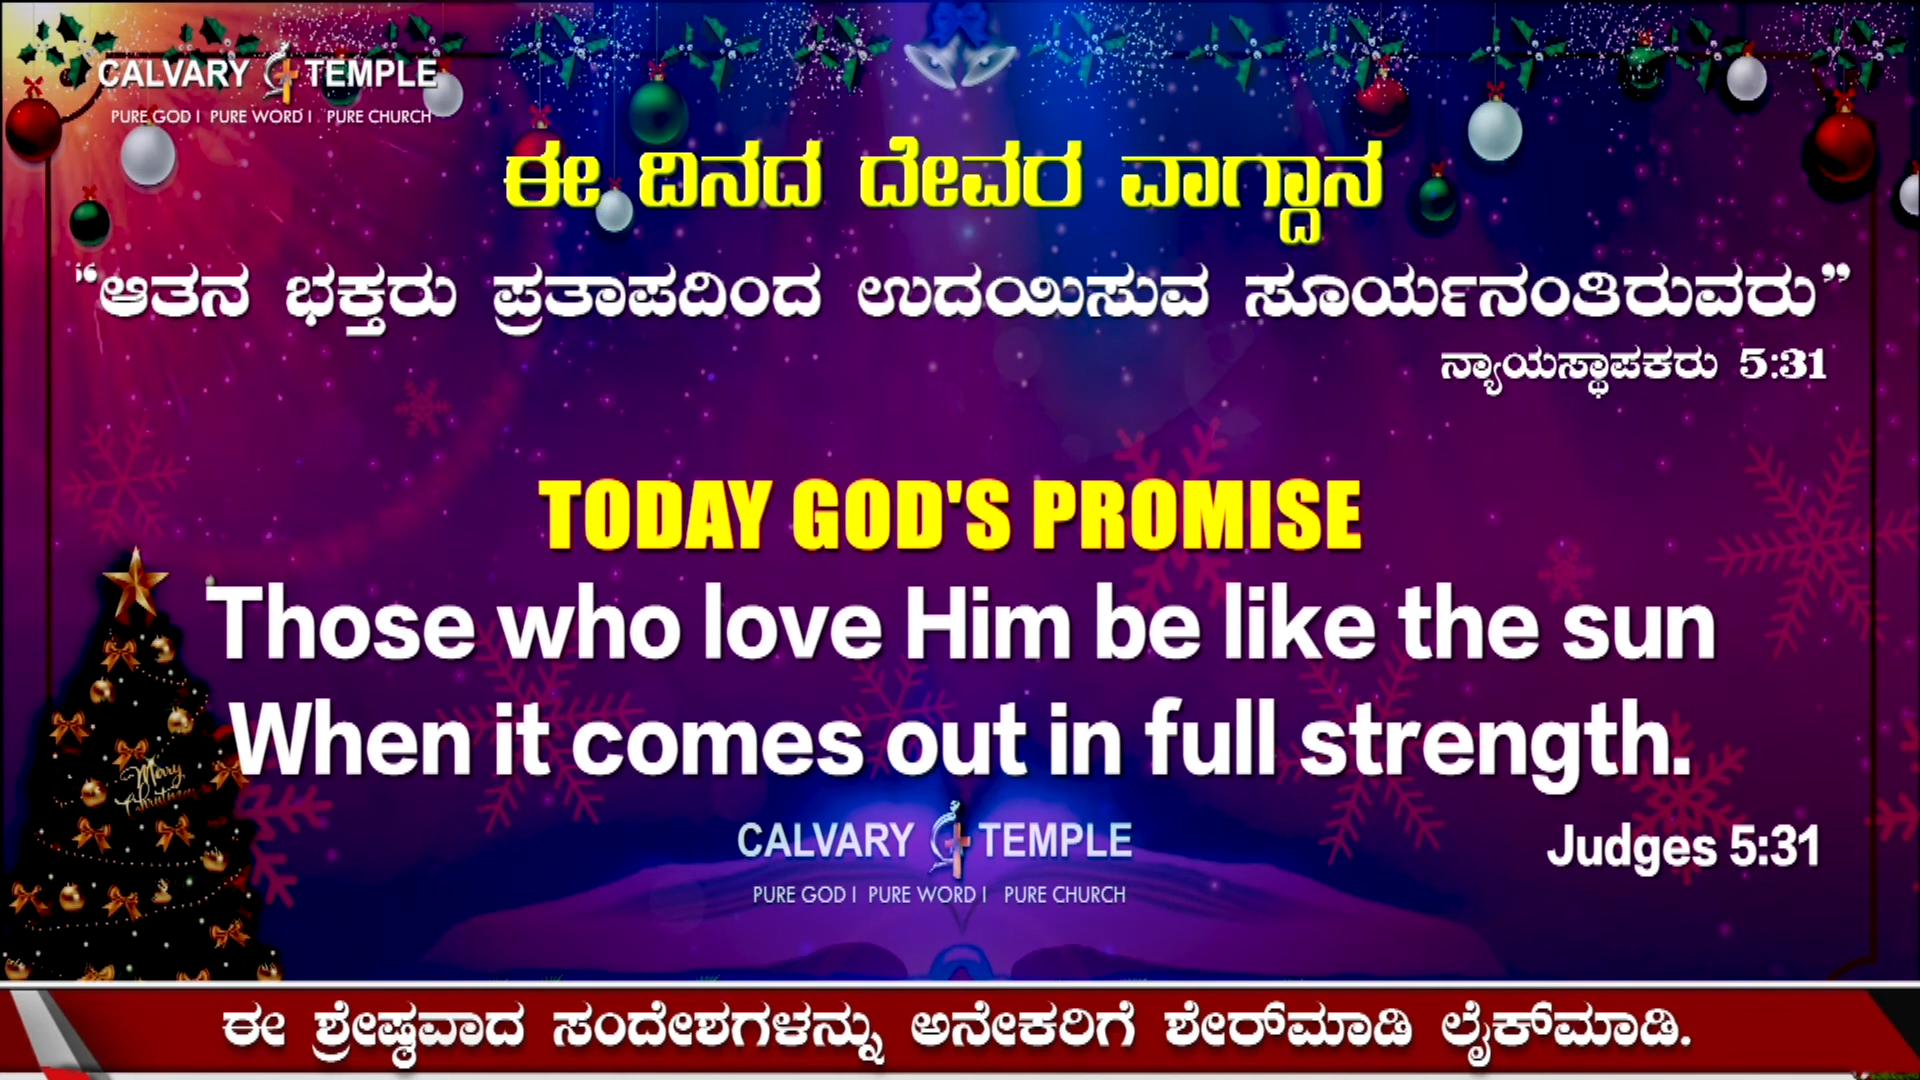 CALVARY TEMPLE
PURE GOD | PURE WORD | PURE CHURCH
ಈ ದಿನದ ದೇವರ ವಾಗ್ದಾನ
“ಆತನ ಭಕ್ತರು ಪ್ರತಾಪದಿಂದ ಉದಯಿಸುವ ಸೂರ್ಯನಂತಿರುವರು”
ನ್ಯಾಯಸ್ಥಾಪಕರು 5:31
TODAY GOD'S PROMISE
Those who love Him be like the sun
When it comes out in full strength.
Judges 5:31
Merry
Christmas
CALVARY TEMPLE
PURE GOD | PURE WORD | PURE CHURCH
ಈ ಶ್ರೇಷ್ಠವಾದ ಸಂದೇಶಗಳನ್ನು ಅನೇಕರಿಗೆ ಶೇರ್‌ಮಾಡಿ ಲೈಕ್‌ಮಾಡಿ.